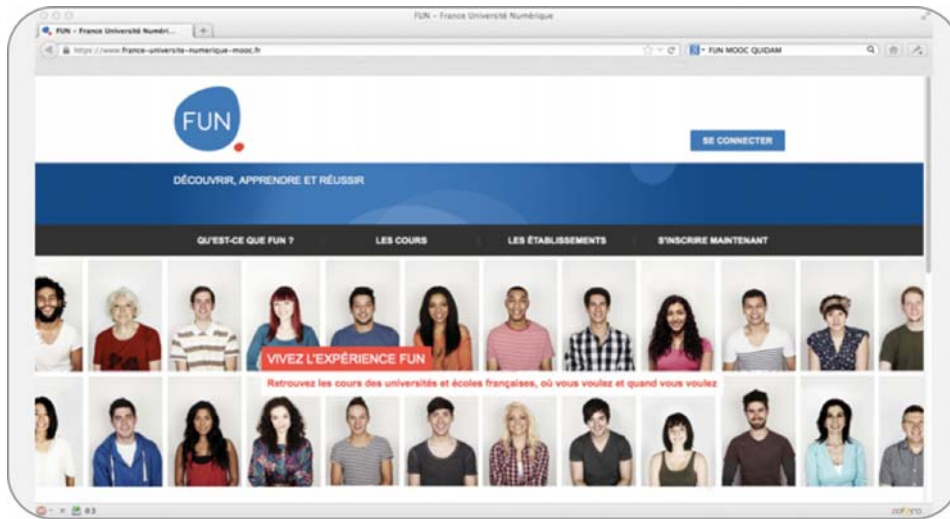 FUN – France Université Numérique
FUN – France Université Numéri...
https://www.france-universite-numerique-mooc.fr
FUN MOOC QUIDAM
FUN
SE CONNECTER
DÉCOUVRIR, APPRENDRE ET RÉUSSIR
QU'EST-CE QUE FUN ?
LES COURS
LES ÉTABLISSEMENTS
S'INSCRIRE MAINTENANT
VIVEZ L'EXPÉRIENCE FUN
Retrouvez les cours des universités et écoles françaises, où vous voulez et quand vous voulez
zotero